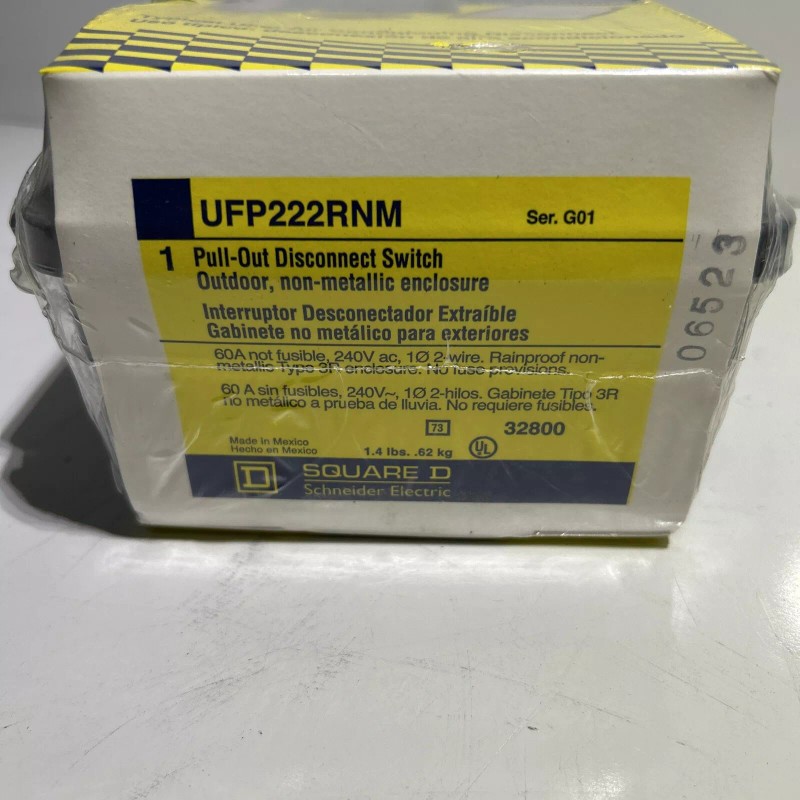 UFP222RNM
Ser. G01
1 Pull-Out Disconnect Switch
Outdoor, non-metallic enclosure
Interruptor Desconectador Extraíble
Gabinete no metálico para exteriores
60A not fusible, 240V ac, 1Ø 2-wire. Rainproof non-
metallic Type 3R enclosure. No fuse provisions.
60 A sin fusibles, 240V~, 1Ø 2-hilos. Gabinete Tipo 3R
no metálico a prueba de lluvia. No requiere fusibles.
73
32800
Made in Mexico
Hecho en Mexico
1.4 lbs. .62 kg
UL
D SQUARE D
Schneider Electric
06523